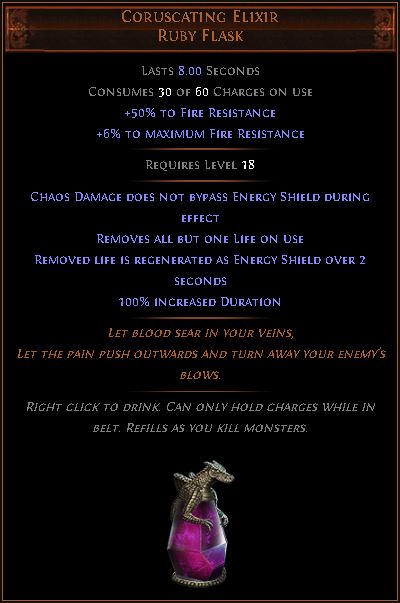 Coruscating Elixir
Ruby Flask
Lasts 8.00 Seconds
Consumes 30 of 60 Charges on use
+50% to Fire Resistance
+6% to maximum Fire Resistance
Requires Level 18
Chaos Damage does not bypass Energy Shield during
effect
Removes all but one Life on use
Removed life is regenerated as Energy Shield over 2
seconds
100% increased Duration
Let blood sear in your veins,
Let the pain push outwards and turn away your enemy's
blows.
Right click to drink. Can only hold charges while in
belt. Refills as you kill monsters.